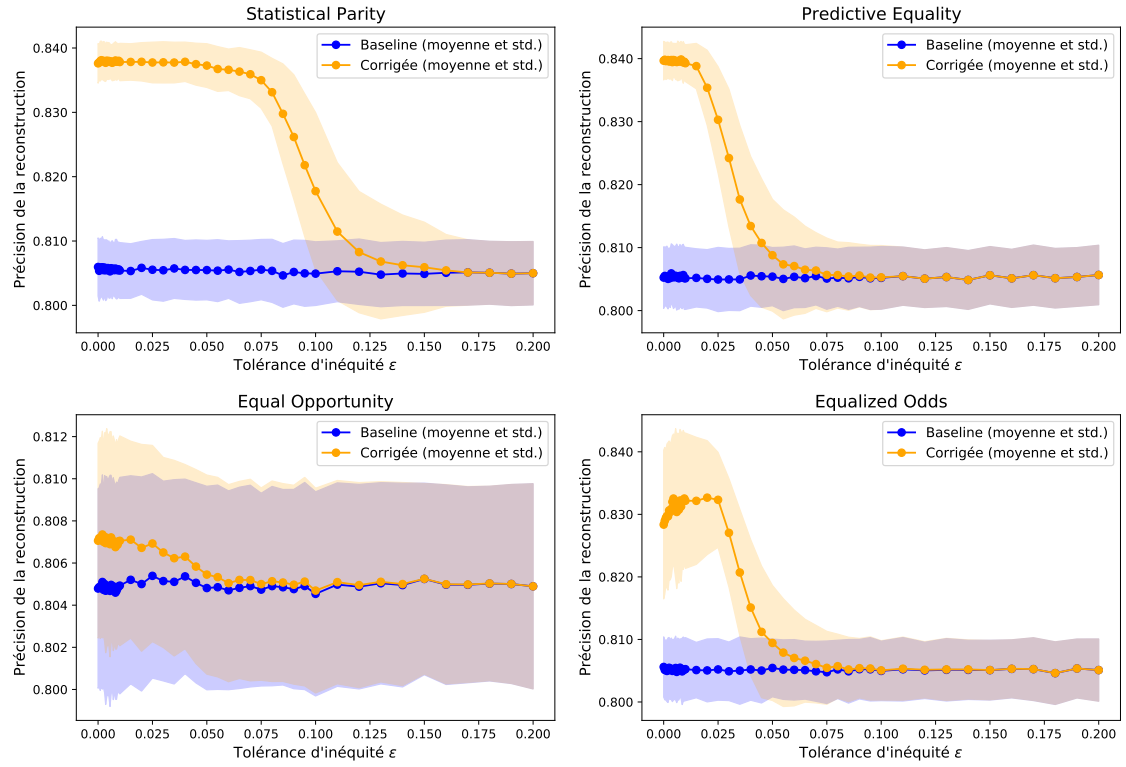 Statistical Parity
Précision de la reconstruction
0.840
0.830
0.820
0.810
0.800
Baseline (moyenne et std.)
Corrigée (moyenne et std.)
0.000 0.025 0.050 0.075 0.100 0.125 0.150 0.175 0.200
Tolérance d'inéquité ε
Predictive Equality
Précision de la reconstruction
0.840
0.830
0.820
0.810
0.800
Baseline (moyenne et std.)
Corrigée (moyenne et std.)
0.000 0.025 0.050 0.075 0.100 0.125 0.150 0.175 0.200
Tolérance d'inéquité ε
Equal Opportunity
Précision de la reconstruction
0.812
0.810
0.808
0.806
0.804
0.802
0.800
Baseline (moyenne et std.)
Corrigée (moyenne et std.)
0.000 0.025 0.050 0.075 0.100 0.125 0.150 0.175 0.200
Tolérance d'inéquité ε
Equalized Odds
Précision de la reconstruction
0.840
0.830
0.820
0.810
0.800
Baseline (moyenne et std.)
Corrigée (moyenne et std.)
0.000 0.025 0.050 0.075 0.100 0.125 0.150 0.175 0.200
Tolérance d'inéquité ε